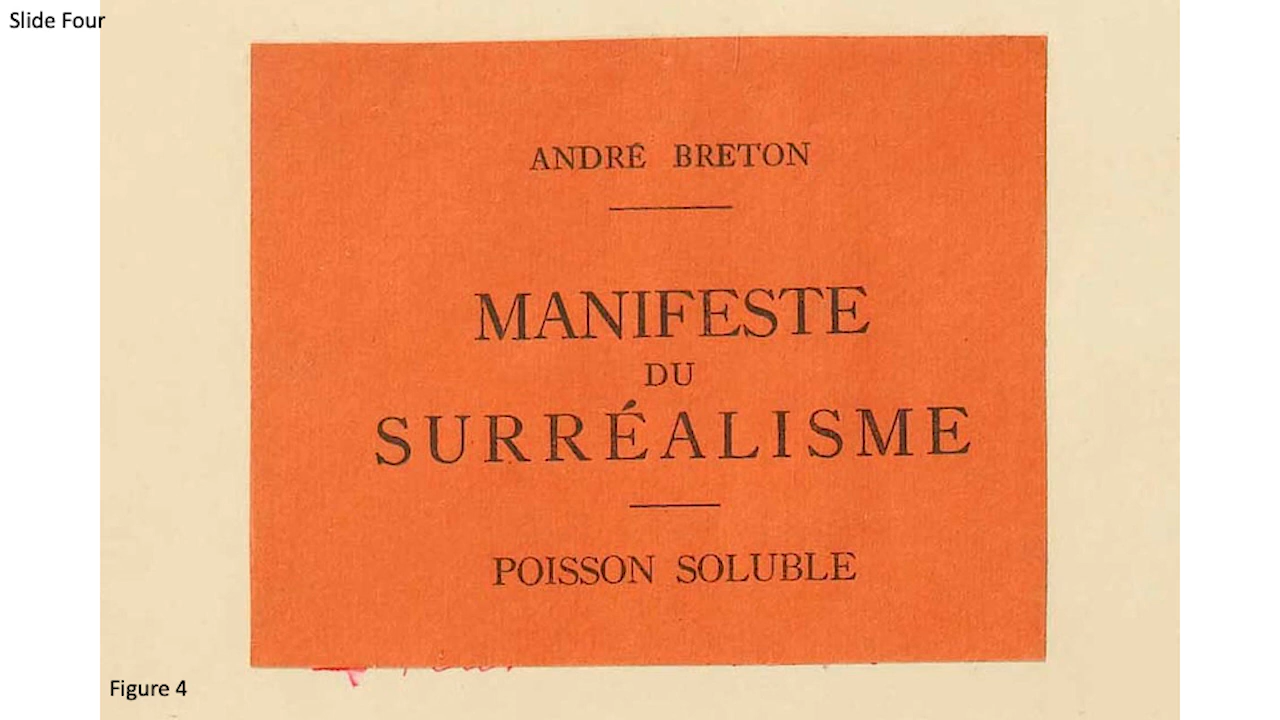 Slide Four
ANDRÉ BRETON
MANIFESTE
DU
SURRÉALISME
POISSON SOLUBLE
Figure 4